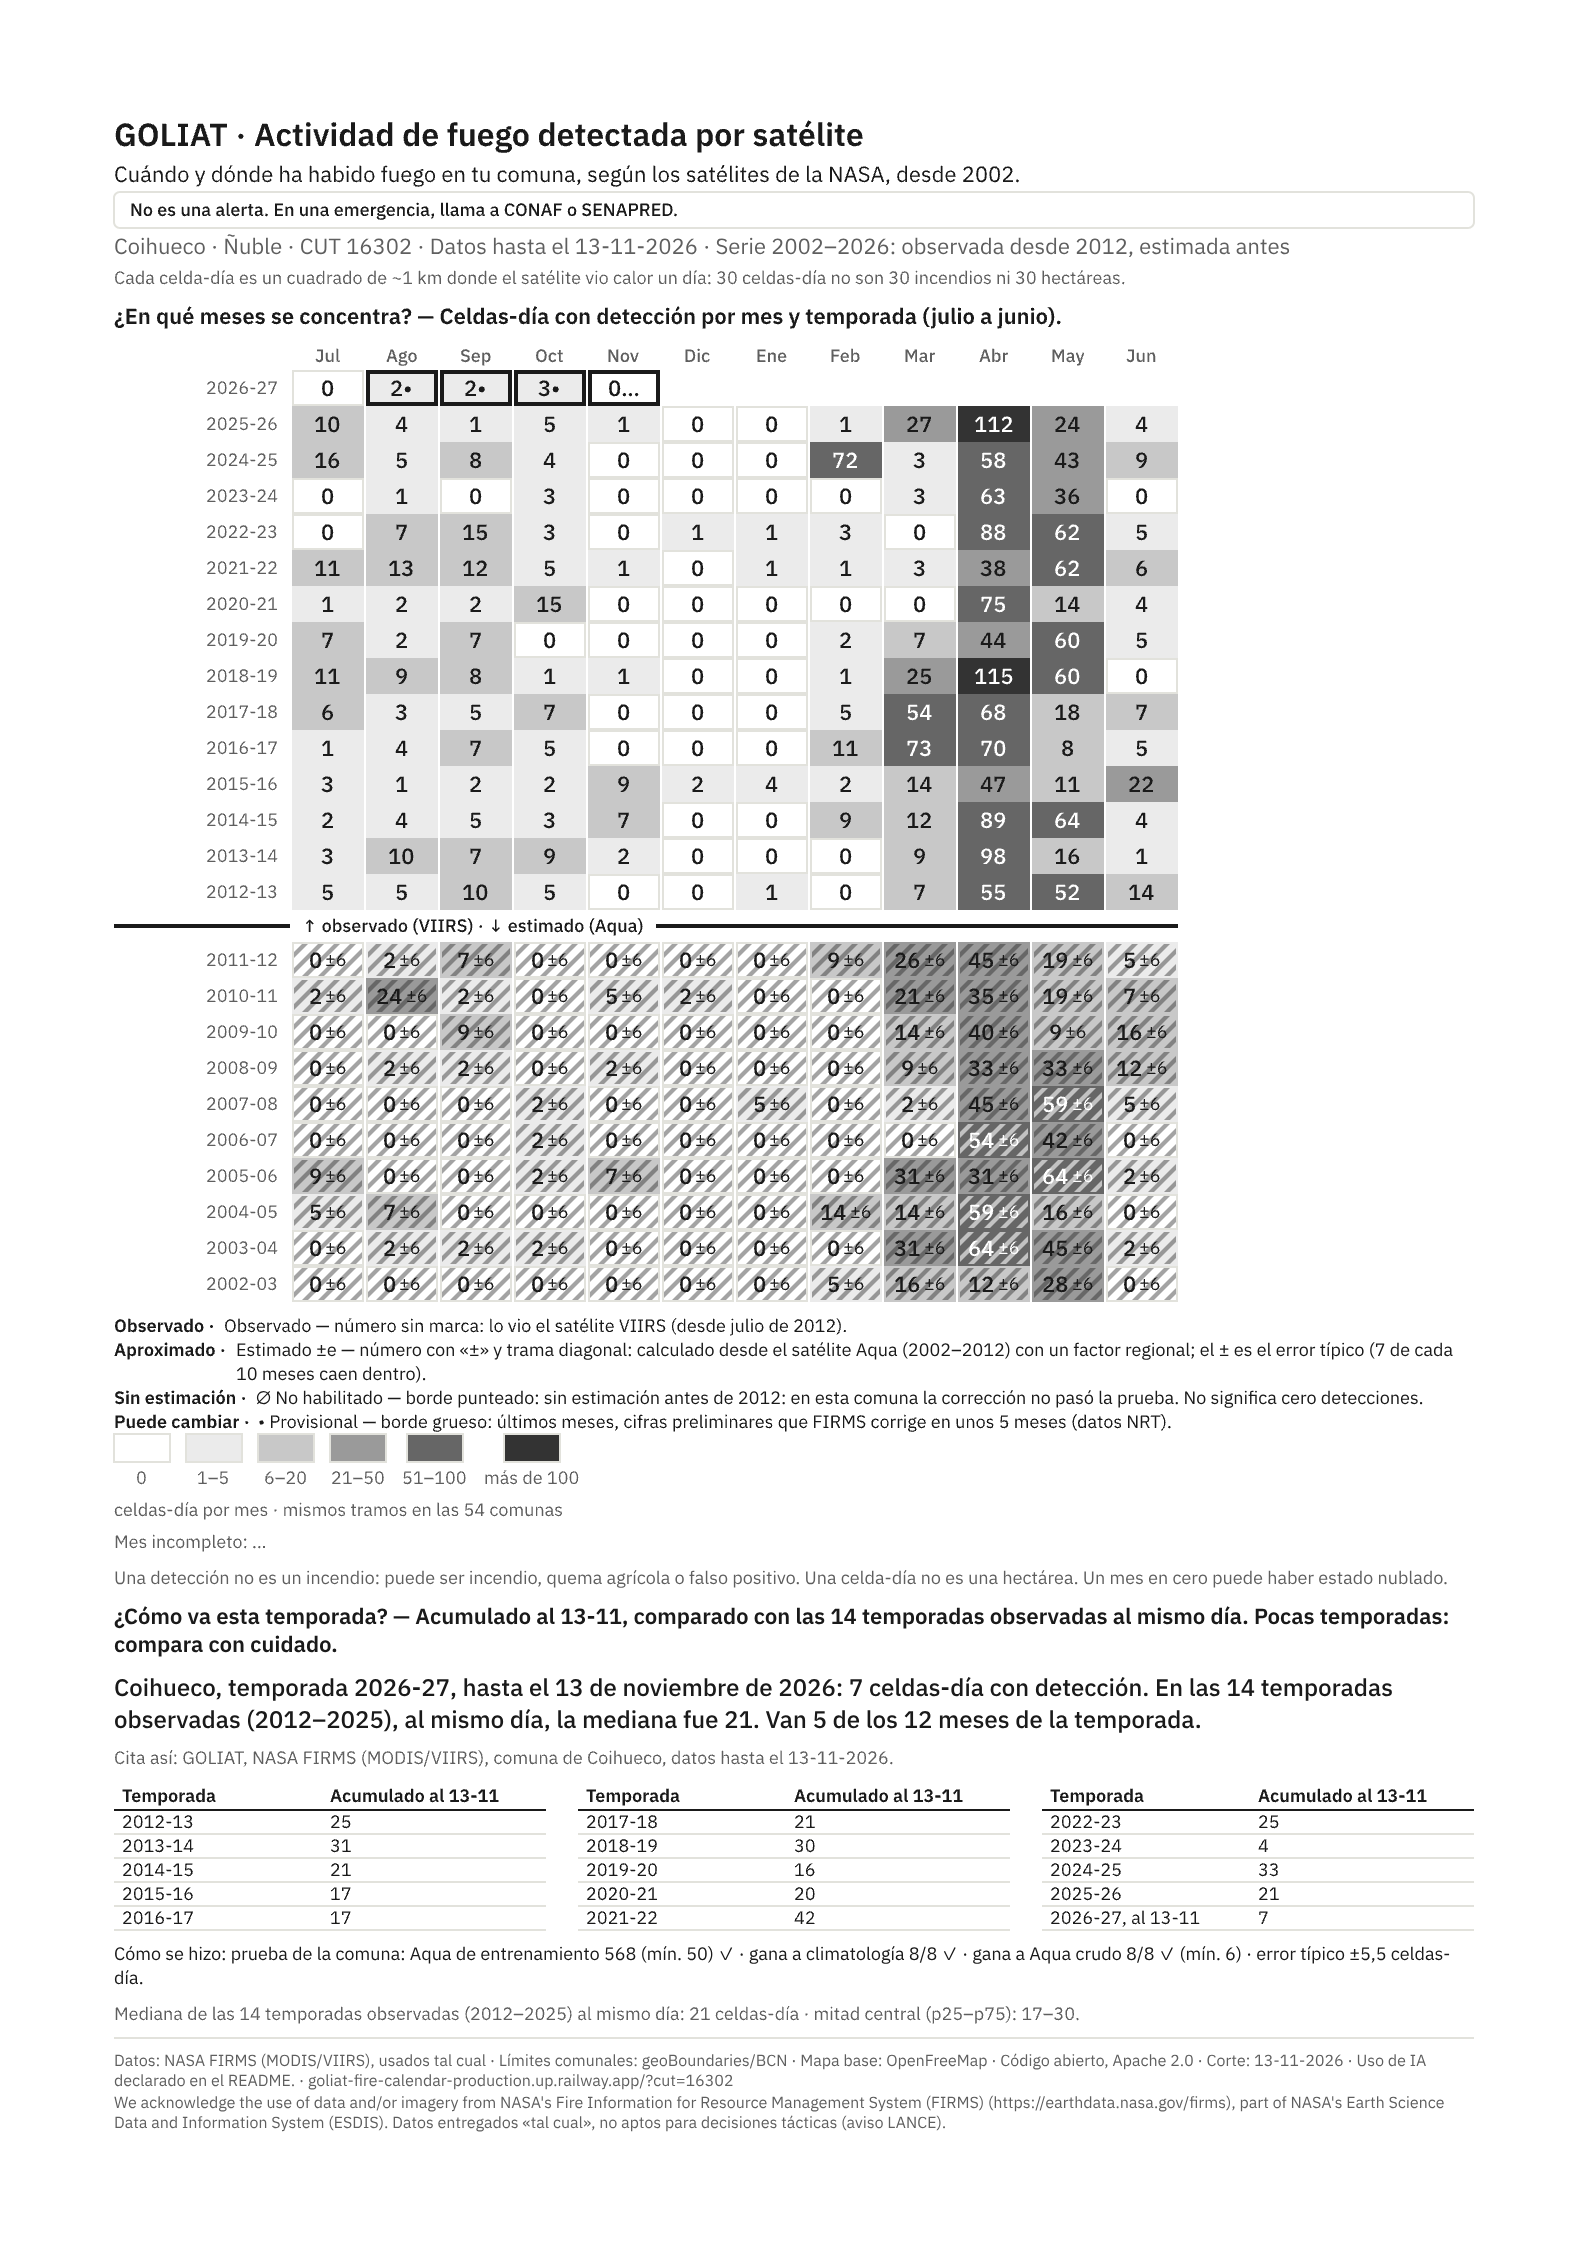 GOLIAT · Actividad de fuego detectada por satélite
Cuándo y dónde ha habido fuego en tu comuna, según los satélites de la NASA, desde 2002.
No es una alerta. En una emergencia, llama a CONAF o SENAPRED.
Coihueco · Ñuble · CUT 16302 · Datos hasta el 13-11-2026 · Serie 2002–2026: observada desde 2012, estimada antes
Cada celda-día es un cuadrado de ~1 km donde el satélite vio calor un día: 30 celdas-día no son 30 incendios ni 30 hectáreas.
¿En qué meses se concentra? — Celdas-día con detección por mes y temporada (julio a junio).
Jul Ago Sep Oct Nov Dic Ene Feb Mar Abr May Jun
2026-27 0 2• 2• 3• 0…
2025-26 10 4 1 5 1 0 0 1 27 112 24 4
2024-25 16 5 8 4 0 0 0 72 3 58 43 9
2023-24 0 1 0 3 0 0 0 0 3 63 36 0
2022-23 0 7 15 3 0 1 1 3 0 88 62 5
2021-22 11 13 12 5 1 0 1 1 3 38 62 6
2020-21 1 2 2 15 0 0 0 0 0 75 14 4
2019-20 7 2 7 0 0 0 0 2 7 44 60 5
2018-19 11 9 8 1 1 0 0 1 25 115 60 0
2017-18 6 3 5 7 0 0 0 5 54 68 18 7
2016-17 1 4 7 5 0 0 0 11 73 70 8 5
2015-16 3 1 2 2 9 2 4 2 14 47 11 22
2014-15 2 4 5 3 7 0 0 9 12 89 64 4
2013-14 3 10 7 9 2 0 0 0 9 98 16 1
2012-13 5 5 10 5 0 0 1 0 7 55 52 14
↑ observado (VIIRS) · ↓ estimado (Aqua)
2011-12 0±6 2±6 7±6 0±6 0±6 0±6 0±6 9±6 26±6 45±6 19±6 5±6
2010-11 2±6 24±6 2±6 0±6 5±6 2±6 0±6 0±6 21±6 35±6 19±6 7±6
2009-10 0±6 0±6 9±6 0±6 0±6 0±6 0±6 0±6 14±6 40±6 9±6 16±6
2008-09 0±6 2±6 2±6 0±6 2±6 0±6 0±6 0±6 9±6 33±6 33±6 12±6
2007-08 0±6 0±6 0±6 2±6 0±6 0±6 5±6 0±6 2±6 45±6 59±6 5±6
2006-07 0±6 0±6 0±6 2±6 0±6 0±6 0±6 0±6 0±6 54±6 42±6 0±6
2005-06 9±6 0±6 0±6 2±6 7±6 0±6 0±6 0±6 31±6 31±6 64±6 2±6
2004-05 5±6 7±6 0±6 0±6 0±6 0±6 0±6 14±6 14±6 59±6 16±6 0±6
2003-04 0±6 2±6 2±6 2±6 0±6 0±6 0±6 0±6 31±6 64±6 45±6 2±6
2002-03 0±6 0±6 0±6 0±6 0±6 0±6 0±6 5±6 16±6 12±6 28±6 0±6
Observado · Observado — número sin marca: lo vio el satélite VIIRS (desde julio de 2012).
Aproximado · Estimado ±e — número con «±» y trama diagonal: calculado desde el satélite Aqua (2002–2012) con un factor regional; el ± es el error típico (7 de cada
10 meses caen dentro).
Sin estimación · ∅ No habilitado — borde punteado: sin estimación antes de 2012: en esta comuna la corrección no pasó la prueba. No significa cero detecciones.
Puede cambiar · • Provisional — borde grueso: últimos meses, cifras preliminares que FIRMS corrige en unos 5 meses (datos NRT).
0 1–5 6–20 21–50 51–100 más de 100
celdas-día por mes · mismos tramos en las 54 comunas
Mes incompleto: …
Una detección no es un incendio: puede ser incendio, quema agrícola o falso positivo. Una celda-día no es una hectárea. Un mes en cero puede haber estado nublado.
¿Cómo va esta temporada? — Acumulado al 13-11, comparado con las 14 temporadas observadas al mismo día. Pocas temporadas:
compara con cuidado.
Coihueco, temporada 2026-27, hasta el 13 de noviembre de 2026: 7 celdas-día con detección. En las 14 temporadas
observadas (2012–2025), al mismo día, la mediana fue 21. Van 5 de los 12 meses de la temporada.
Cita así: GOLIAT, NASA FIRMS (MODIS/VIIRS), comuna de Coihueco, datos hasta el 13-11-2026.
Temporada Acumulado al 13-11 Temporada Acumulado al 13-11 Temporada Acumulado al 13-11
2012-13 25 2017-18 21 2022-23 25
2013-14 31 2018-19 30 2023-24 4
2014-15 21 2019-20 16 2024-25 33
2015-16 17 2020-21 20 2025-26 21
2016-17 17 2021-22 42 2026-27, al 13-11 7
Cómo se hizo: prueba de la comuna: Aqua de entrenamiento 568 (mín. 50) ✓ · gana a climatología 8/8 ✓ · gana a Aqua crudo 8/8 ✓ (mín. 6) · error típico ±5,5 celdas-
día.
Mediana de las 14 temporadas observadas (2012–2025) al mismo día: 21 celdas-día · mitad central (p25–p75): 17–30.
Datos: NASA FIRMS (MODIS/VIIRS), usados tal cual · Límites comunales: geoBoundaries/BCN · Mapa base: OpenFreeMap · Código abierto, Apache 2.0 · Corte: 13-11-2026 · Uso de IA
declarado en el README. · goliat-fire-calendar-production.up.railway.app/?cut=16302
We acknowledge the use of data and/or imagery from NASA's Fire Information for Resource Management System (FIRMS) (https://earthdata.nasa.gov/firms), part of NASA's Earth Science
Data and Information System (ESDIS). Datos entregados «tal cual», no aptos para decisiones tácticas (aviso LANCE).